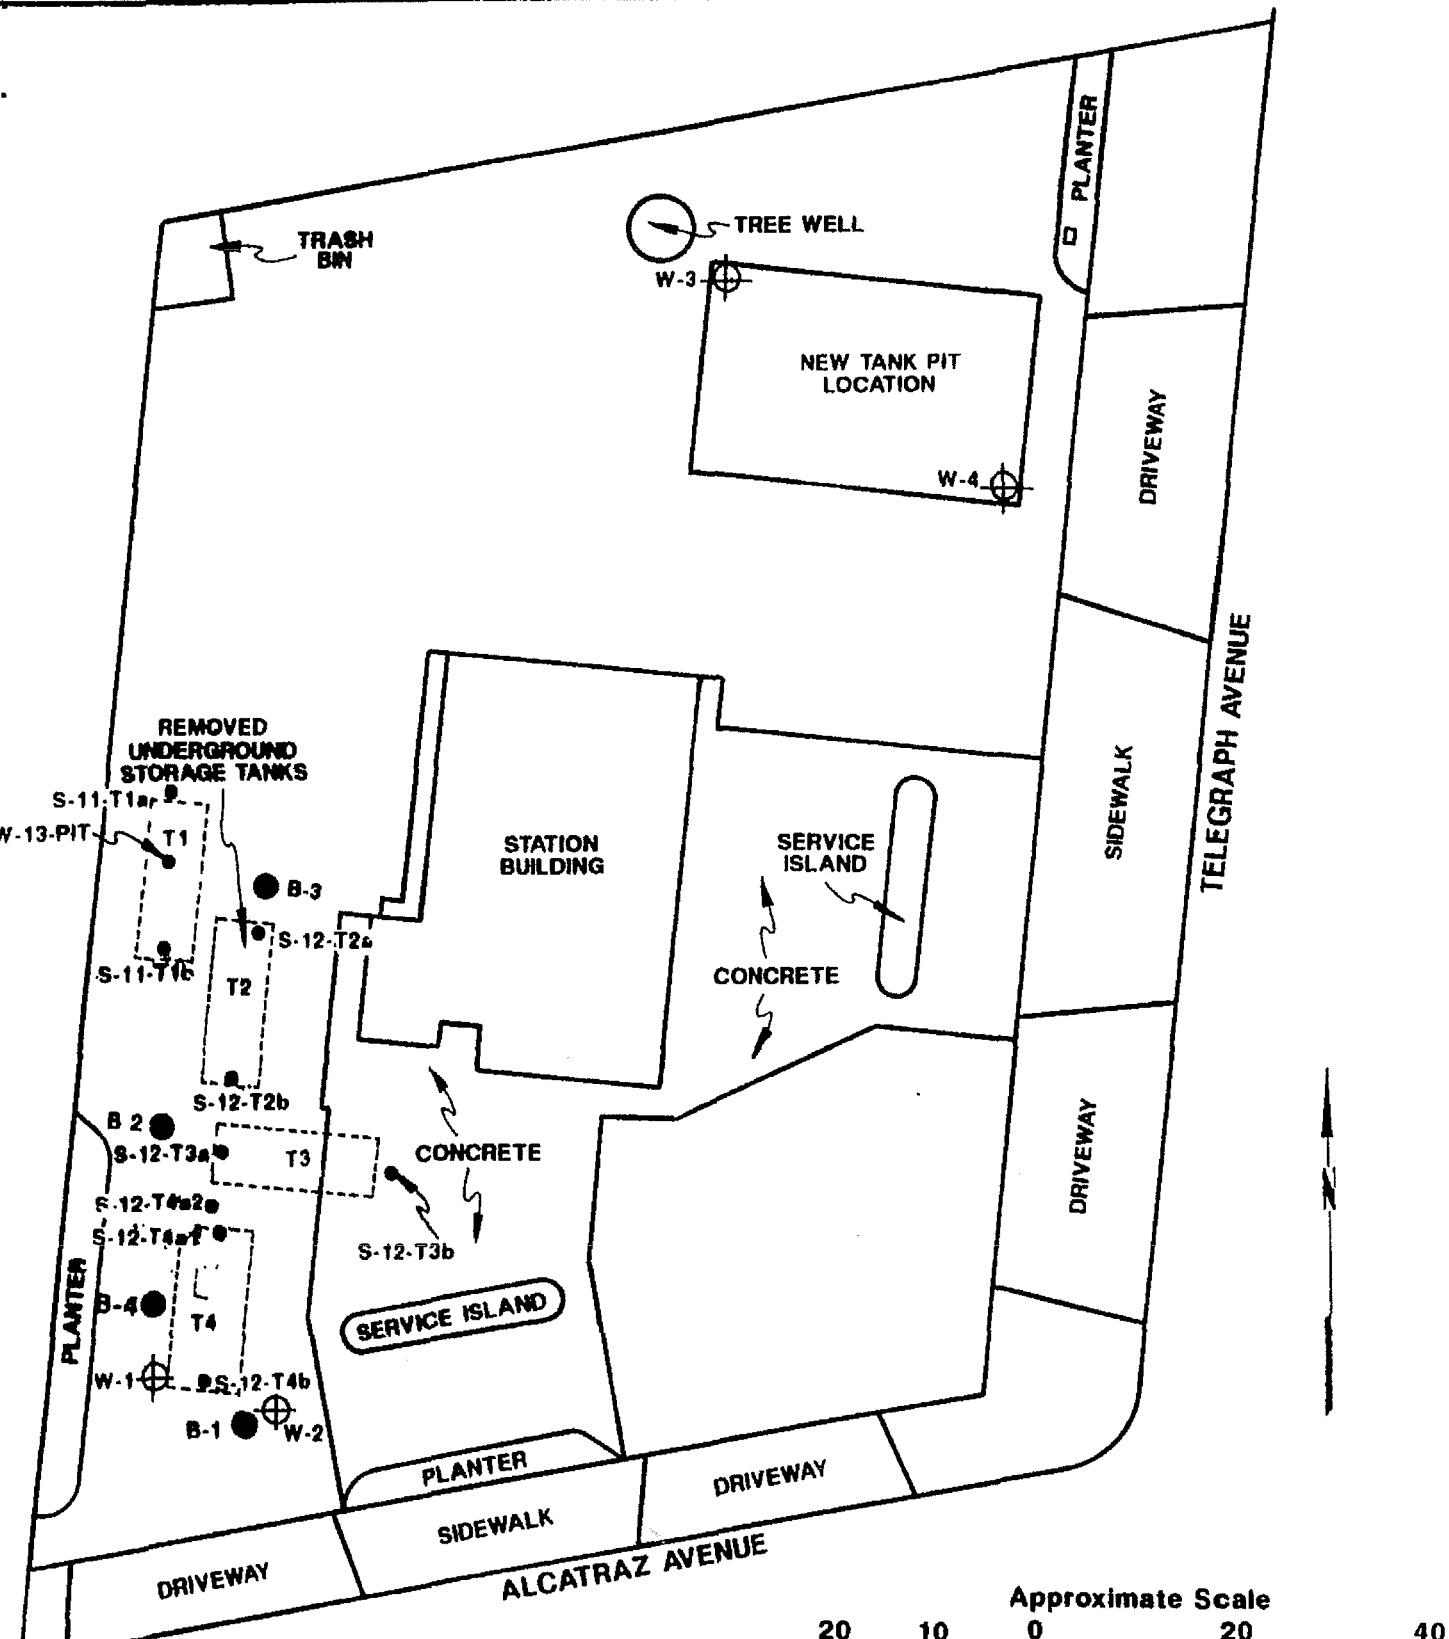 PLANTER
TREE WELL
TRASH
BIN
W-3
NEW TANK PIT
LOCATION
W-4
DRIVEWAY
TELEGRAPH AVENUE
REMOVED
UNDERGROUND
STORAGE TANKS
S-11-T1a
W-13-PIT
T1
STATION
BUILDING
SERVICE
ISLAND
SIDEWALK
B-3
S-12-T2a
S-11-T1b
T2
CONCRETE
S-12-T2b
B 2
S-12-T3a
T3
CONCRETE
DRIVEWAY
S-12-T4a2
S-12-T4a1
S-12-T3b
PLANTER
B-4
T4
SERVICE ISLAND
W-1
S-12-T4b
B-1
W-2
PLANTER
DRIVEWAY
SIDEWALK
DRIVEWAY
ALCATRAZ AVENUE
N
Approximate Scale
20 10 0 20 40